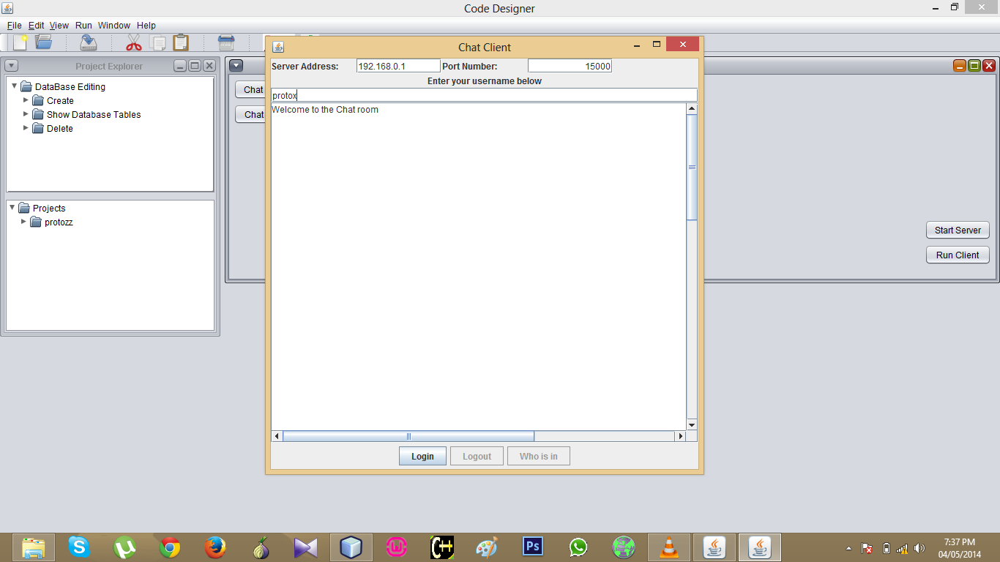 Code Designer
File Edit View Run Window Help
Project Explorer
DataBase Editing
Create
Show Database Tables
Delete
Projects
protozz
Chat
Chat
Chat Client
Server Address: 192.168.0.1 Port Number: 15000
Enter your username below
protox
Welcome to the Chat room
Login Logout Who is in
Start Server
Run Client
C++
Ps
7:37 PM
04/05/2014